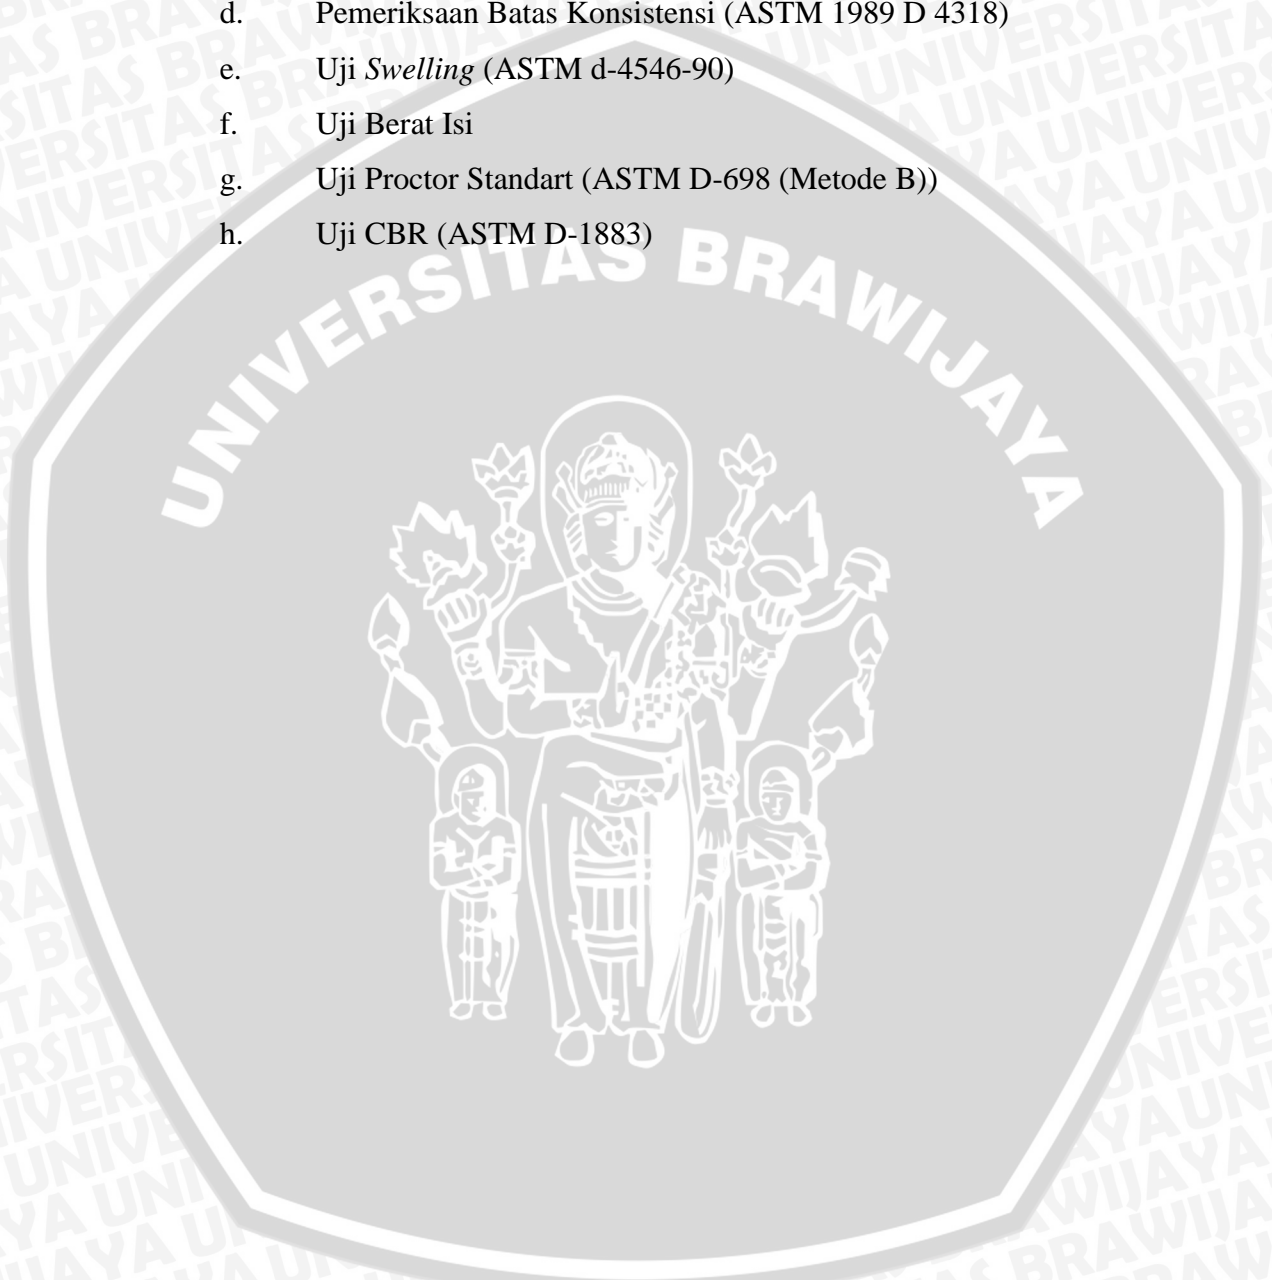 d. Pemeriksaan Batas Konsistensi (ASTM 1989 D 4318)
e. Uji Swelling (ASTM d-4546-90)
f. Uji Berat Isi
g. Uji Proctor Standart (ASTM D-698 (Metode B))
h. Uji CBR (ASTM D-1883)
UNIVERSITAS BRAWIJAYA